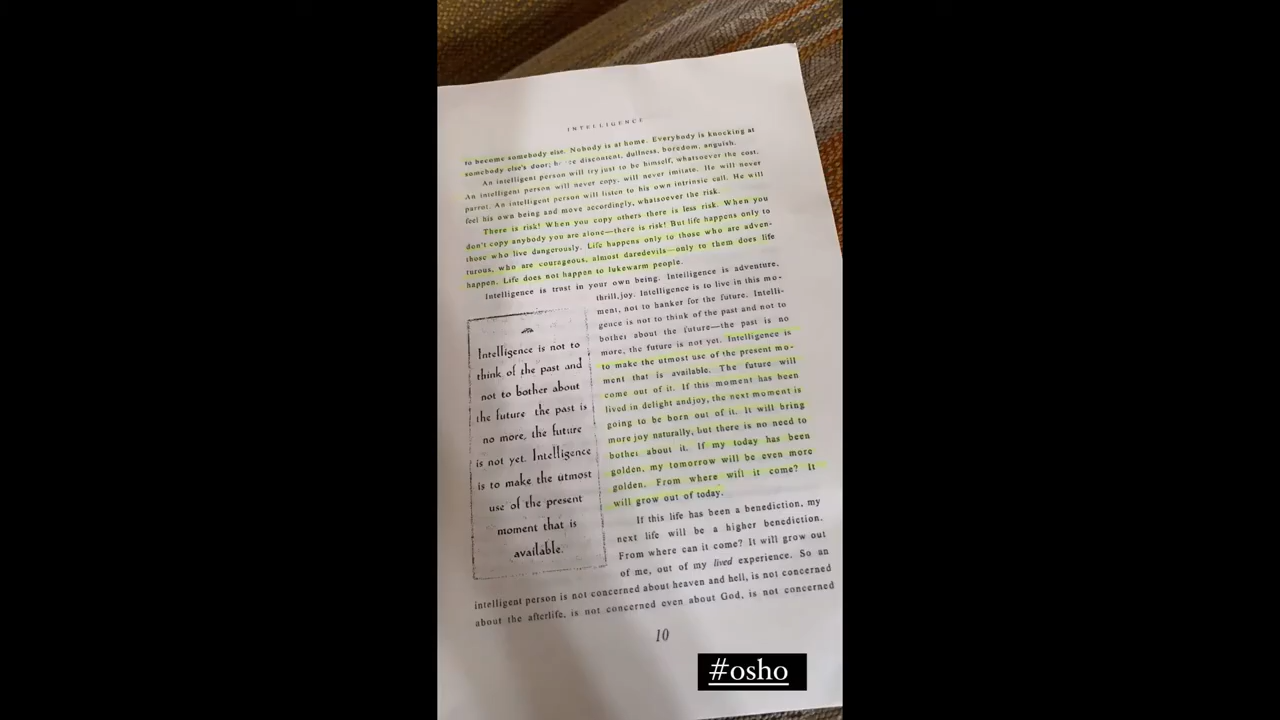 INTELLIGENCE
to become somebody else. Nobody is at home. Everybody is knocking at
somebody else's door; discontent, dullness, boredom, anguish.
An intelligent person will try just to be himself, whatsoever the cost.
An intelligent person will never copy, will never imitate. He will never
parrot. An intelligent person will listen to his own intrinsic call. He will
feel his own being and move accordingly, whatsoever the risk.
There is risk! When you copy others there is less risk. When you
don't copy anybody you are alone—there is risk! But life happens only to
those who live dangerously. Life happens only to those who are adven-
turous, who are courageous, almost daredevils—only to them does life
happen. Life does not happen to lukewarm people.
Intelligence is trust in your own being. Intelligence is adventure,
thrill, joy. Intelligence is to live in this mo-
ment, not to hanker for the future. Intelli-
gence is not to think of the past and not to
bother about the future—the past is no
more, the future is not yet. Intelligence is
to make the utmost use of the present mo-
ment that is available. The future will
come out of it. If this moment has been
lived in delight and joy, the next moment is
going to be born out of it. It will bring
more joy naturally, but there is no need to
bother about it. If my today has been
golden, my tomorrow will be even more
golden. From where will it come? It
will grow out of today.
Intelligence is not to
think of the past and
not to bother about
the future the past is
no more, the future
is not yet. Intelligence
is to make the utmost
use of the present
moment that is
available.
If this life has been a benediction, my
next life will be a higher benediction.
From where can it come? It will grow out
of me, out of my lived experience. So an
intelligent person is not concerned about heaven and hell, is not concerned
about the afterlife, is not concerned even about God, is not concerned
10
#osho